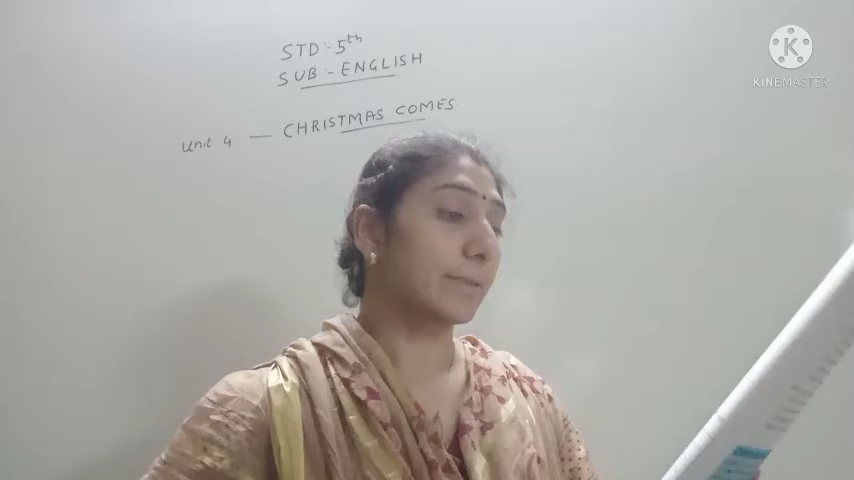 STD:- 5th
SUB:- ENGLISH
Unit 4 — CHRISTMAS COMES
KINEMASTER